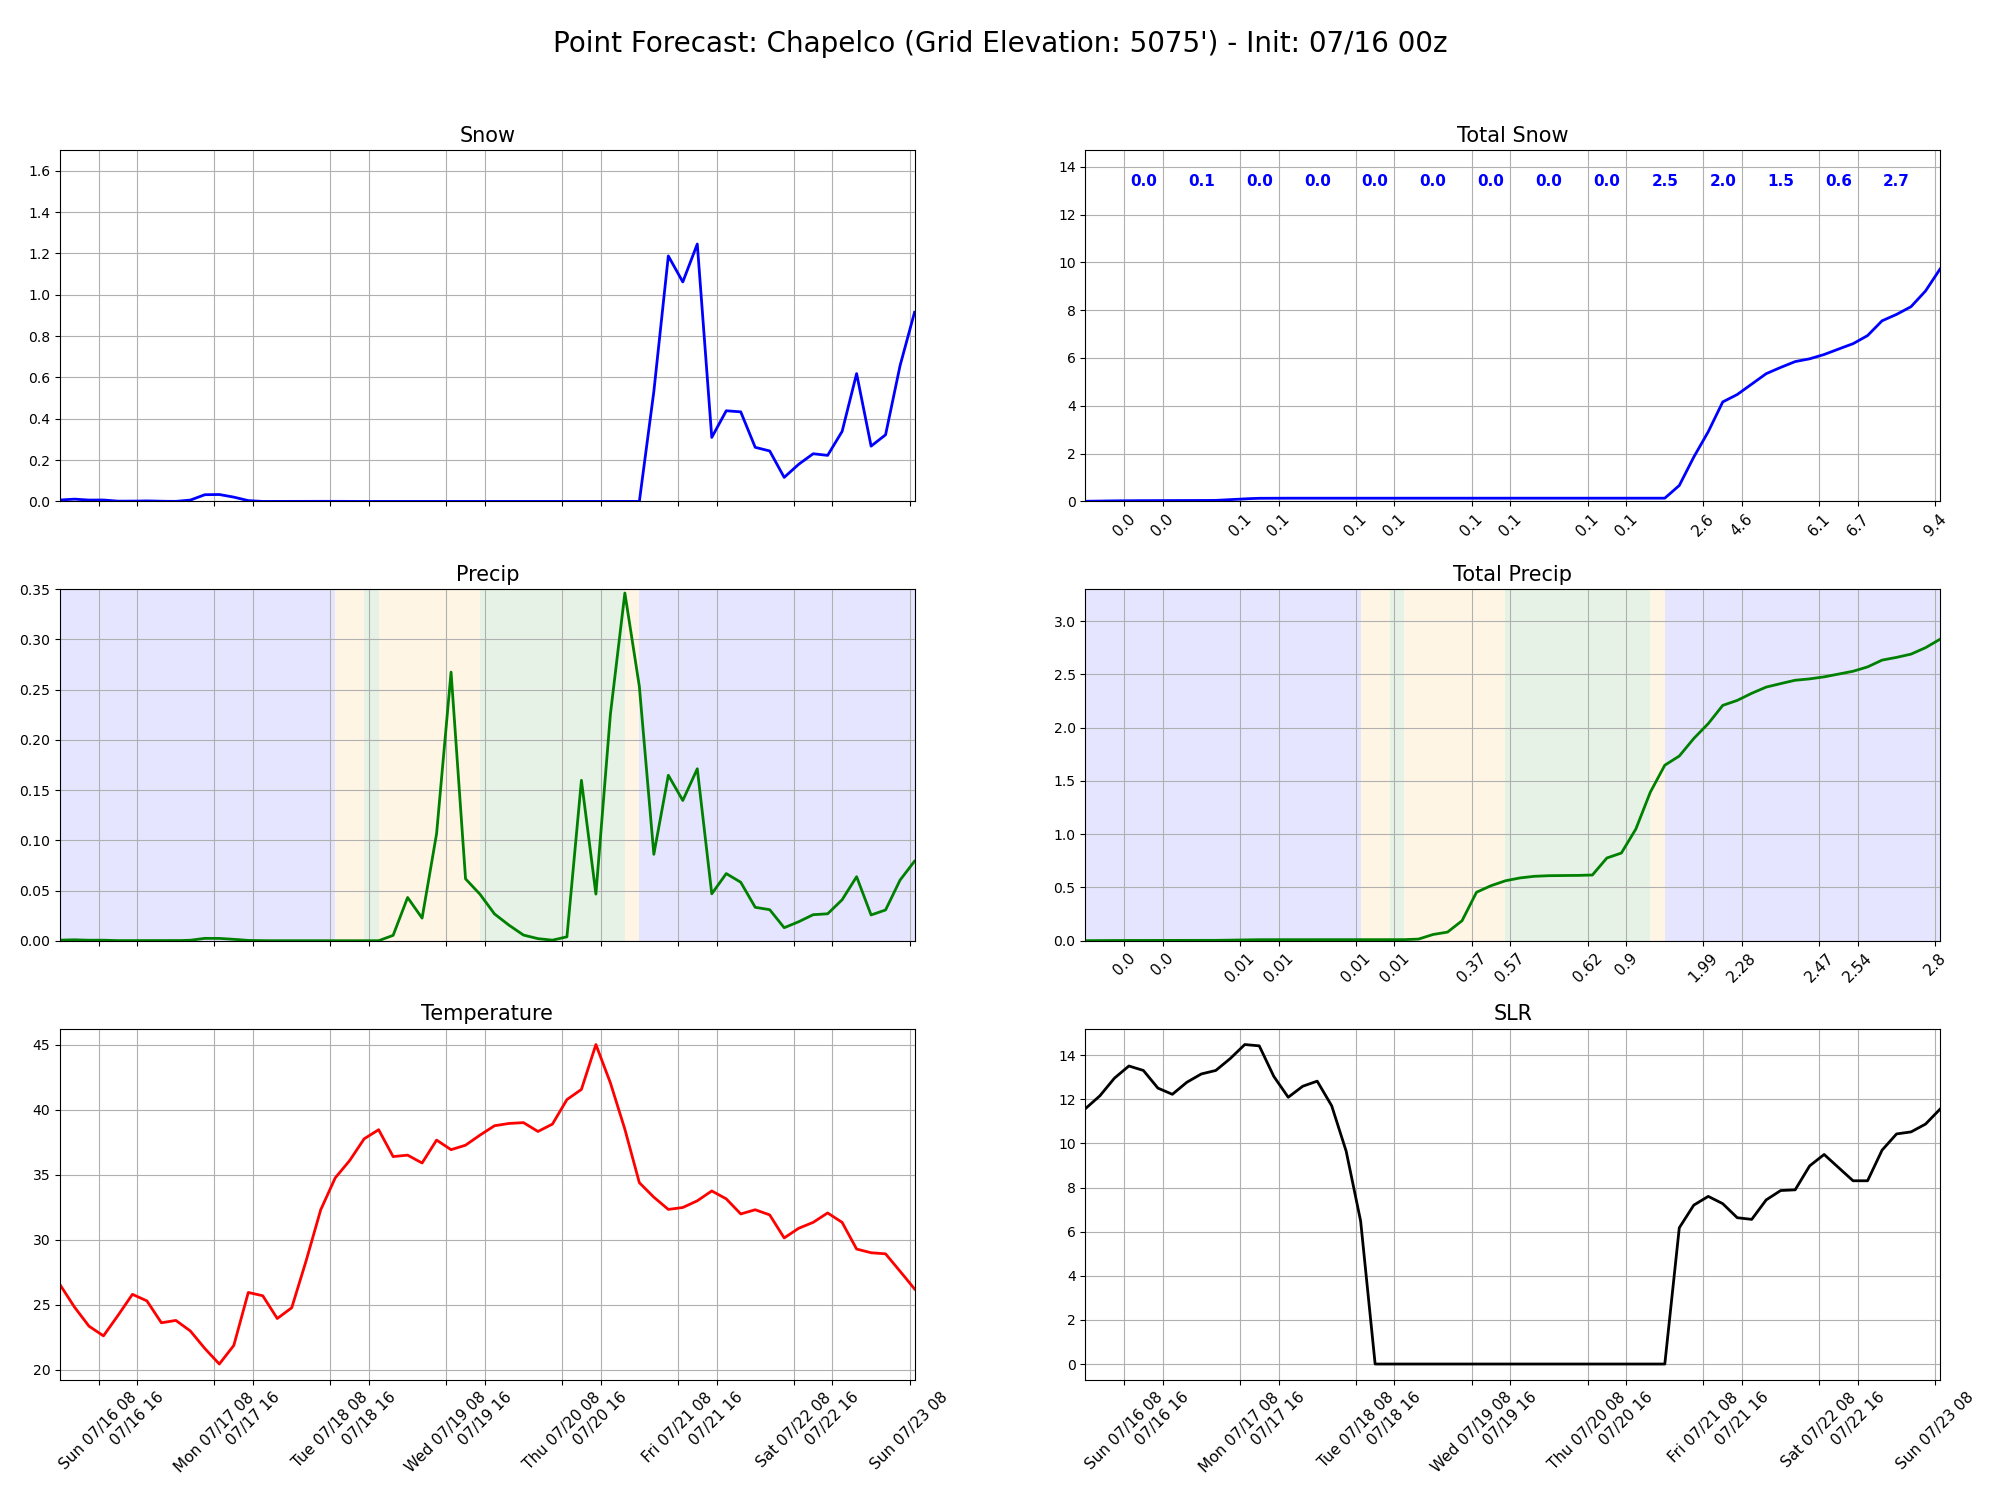 Point Forecast: Chapelco (Grid Elevation: 5075') - Init: 07/16 00z
Snow
1.6
1.4
1.2
1.0
0.8
0.6
0.4
0.2
0.0
Total Snow
14
12
10
8
6
4
2
0
0.0 0.1 0.0 0.0 0.0 0.0 0.0 0.0 0.0 2.5 2.0 1.5 0.6 2.7
0.0 0.0 0.1 0.1 0.1 0.1 0.1 0.1 0.1 0.1 2.6 4.6 6.1 6.7 9.4
Precip
0.35
0.30
0.25
0.20
0.15
0.10
0.05
0.00
Total Precip
3.0
2.5
2.0
1.5
1.0
0.5
0.0
0.0 0.0 0.01 0.01 0.01 0.01 0.37 0.57 0.62 0.9 1.99 2.28 2.47 2.54 2.8
Temperature
45
40
35
30
25
20
Sun 07/16 08
07/16 16
Mon 07/17 08
07/17 16
Tue 07/18 08
07/18 16
Wed 07/19 08
07/19 16
Thu 07/20 08
07/20 16
Fri 07/21 08
07/21 16
Sat 07/22 08
07/22 16
Sun 07/23 08
SLR
14
12
10
8
6
4
2
0
Sun 07/16 08
07/16 16
Mon 07/17 08
07/17 16
Tue 07/18 08
07/18 16
Wed 07/19 08
07/19 16
Thu 07/20 08
07/20 16
Fri 07/21 08
07/21 16
Sat 07/22 08
07/22 16
Sun 07/23 08